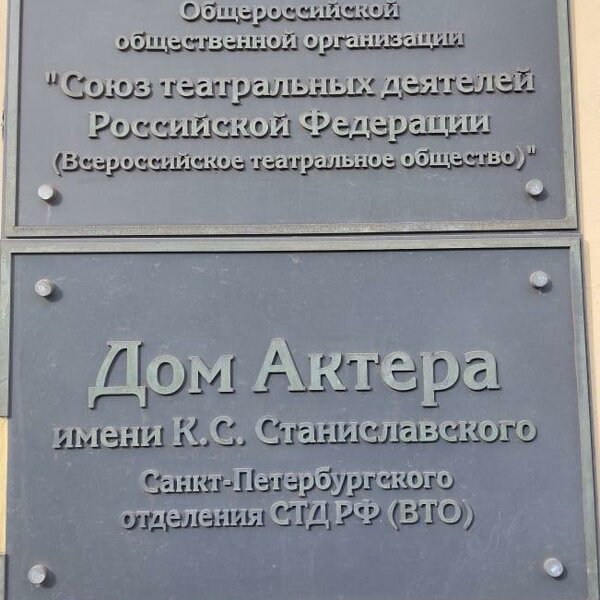 Общероссийской
общественной организации
"Союз театральных деятелей
Российской Федерации
(Всероссийское театральное общество)"
Дом Актера
имени К.С. Станиславского
Санкт-Петербургского
отделения СТД РФ (ВТО)